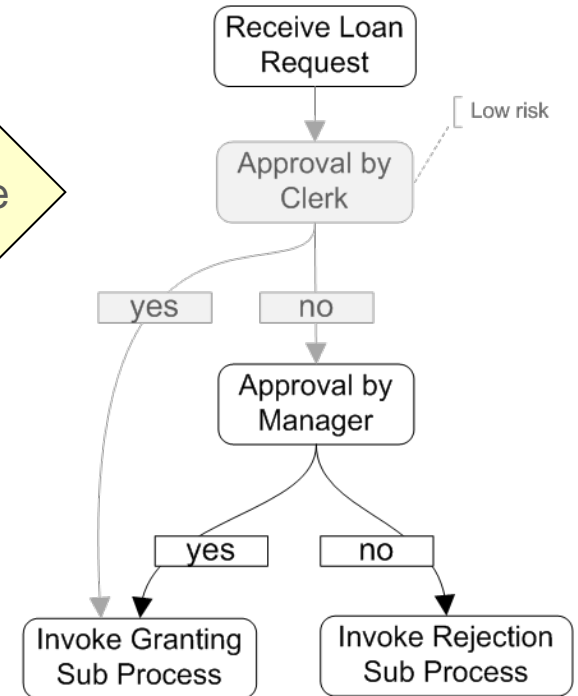 Receive Loan
Request
Low risk
Approval by
Clerk
yes
no
Approval by
Manager
yes
no
Invoke Granting
Sub Process
Invoke Rejection
Sub Process